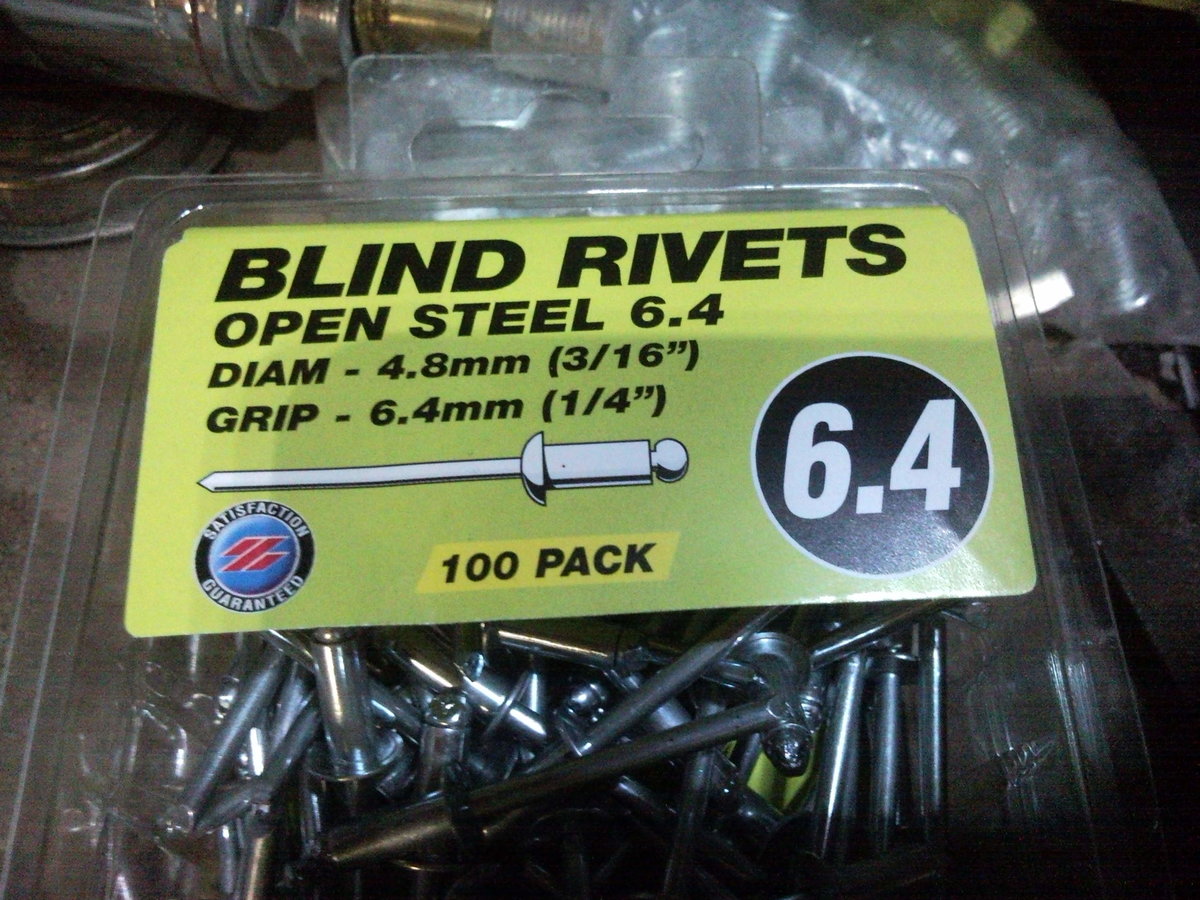 BLIND RIVETS
OPEN STEEL 6.4
DIAM - 4.8mm (3/16”)
GRIP - 6.4mm (1/4”)
6.4
SATISFACTION
GUARANTEED
100 PACK